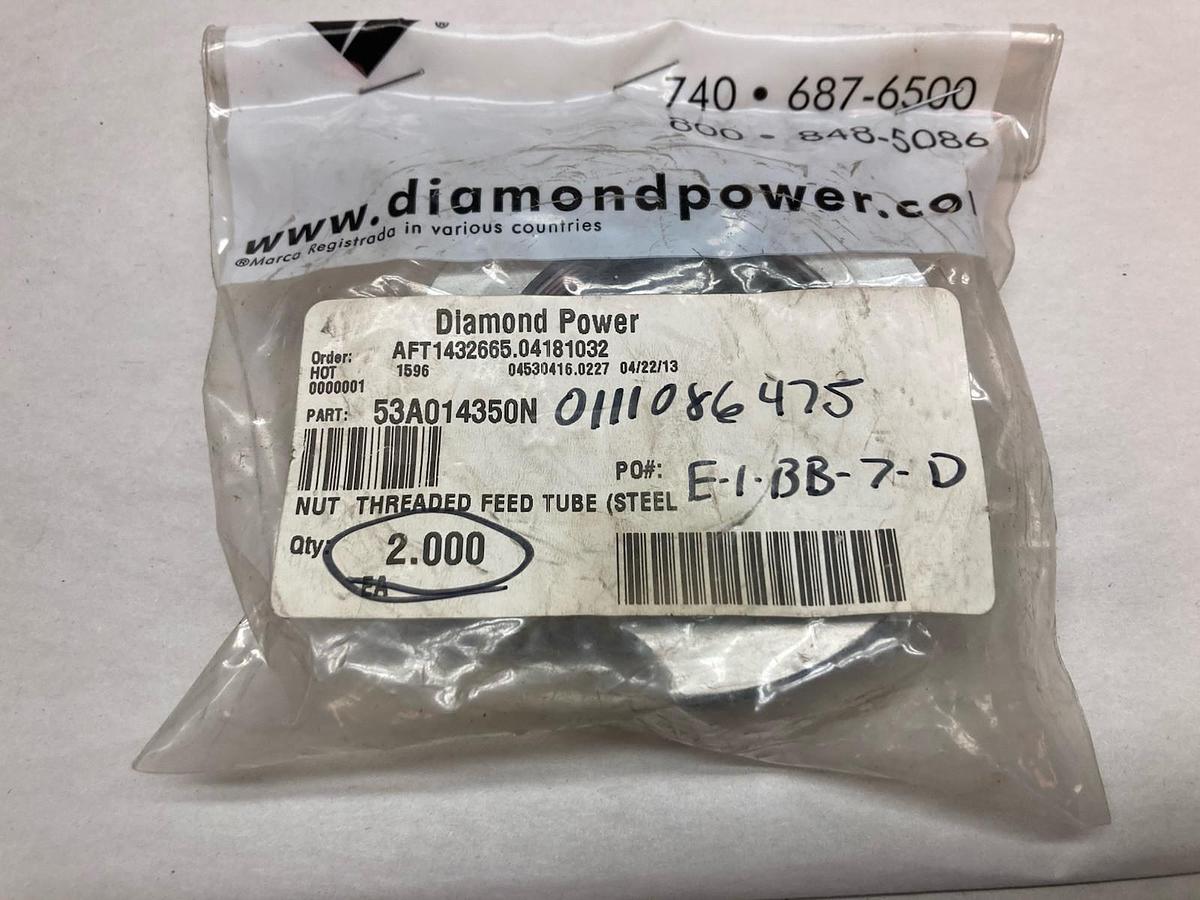 ®
740 • 687-6500
800 - 848-5086
www.diamondpower.co
®Marca Registrada in various countries
Diamond Power
Order: AFT1432665.04181032
HOT 1596 04530416.0227 04/22/13
0000001
PART: 53A014350N 0111086475
PO#: E-1-BB-7-D
NUT THREADED FEED TUBE (STEEL
Qty: 2.000
EA